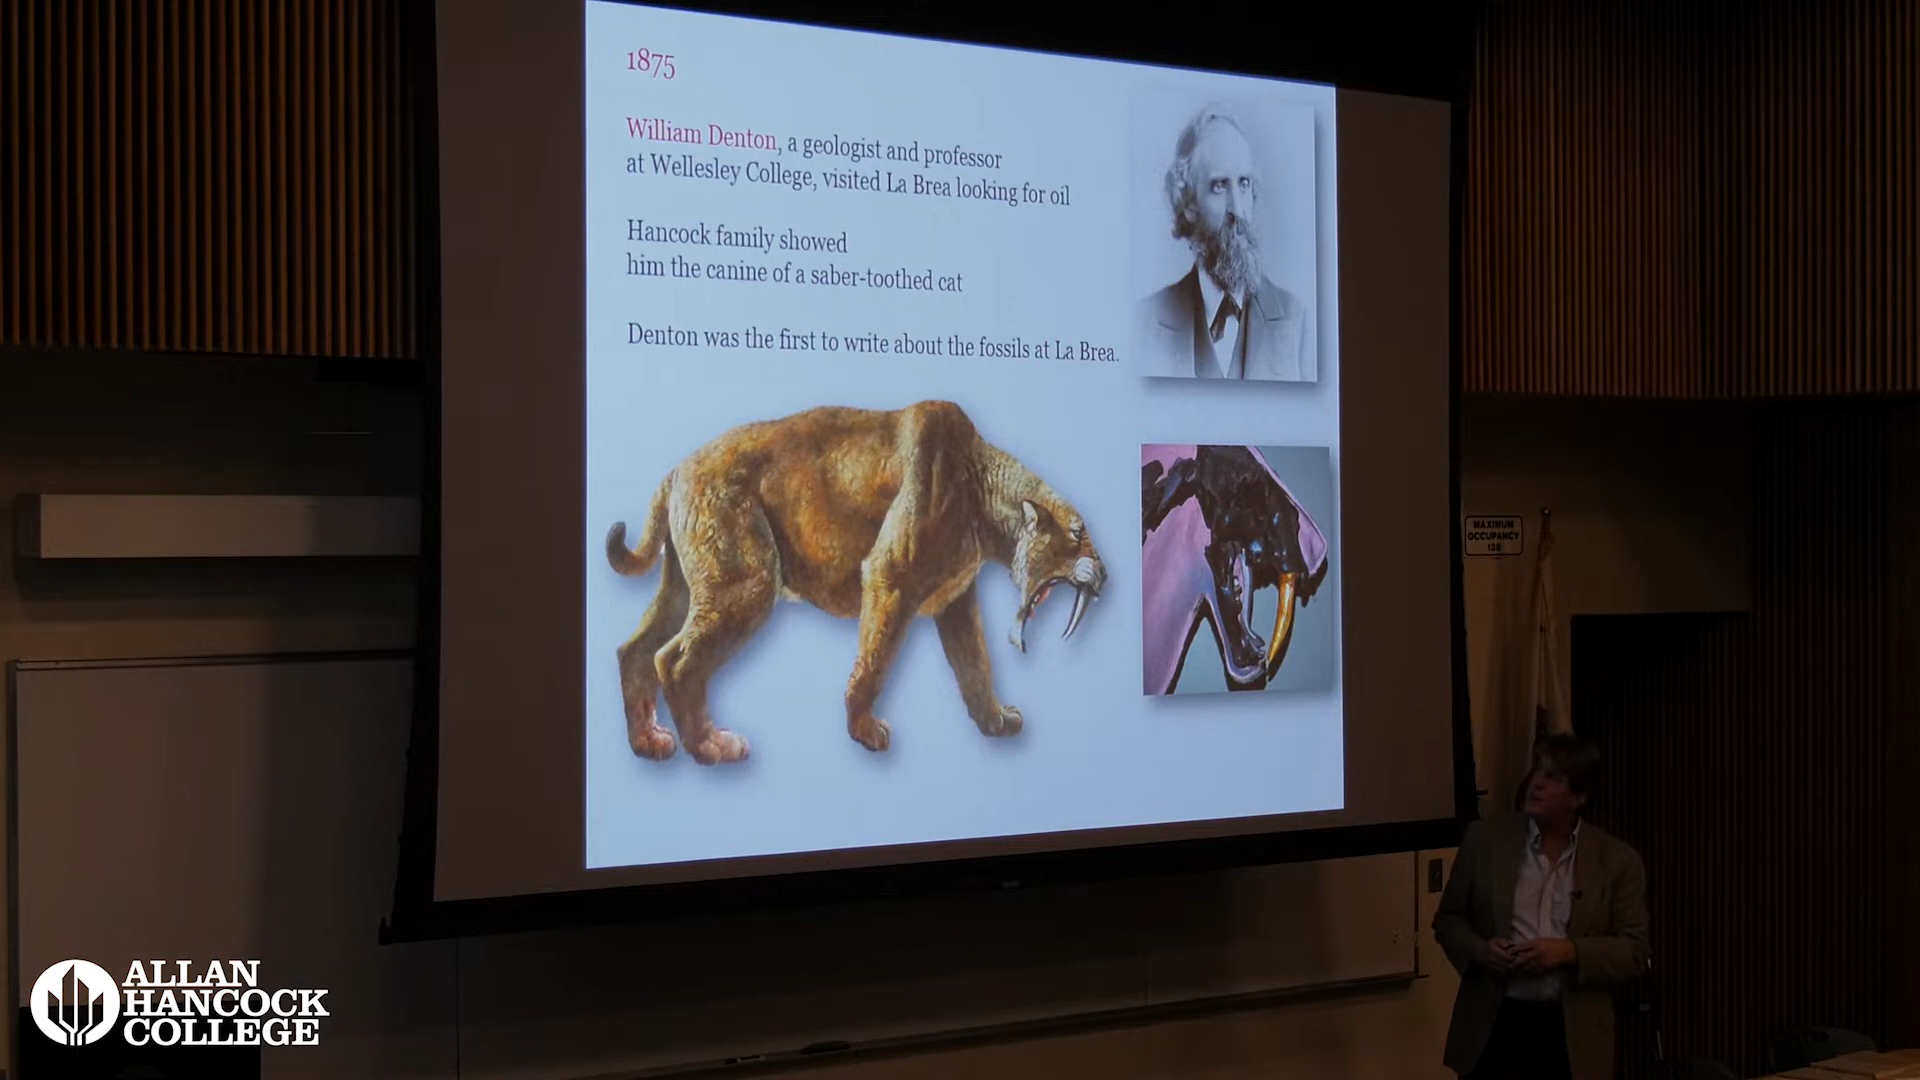 1875
William Denton, a geologist and professor
at Wellesley College, visited La Brea looking for oil
Hancock family showed
him the canine of a saber-toothed cat
Denton was the first to write about the fossils at La Brea.
MAXIMUM
OCCUPANCY
138
ALLAN
HANCOCK
COLLEGE